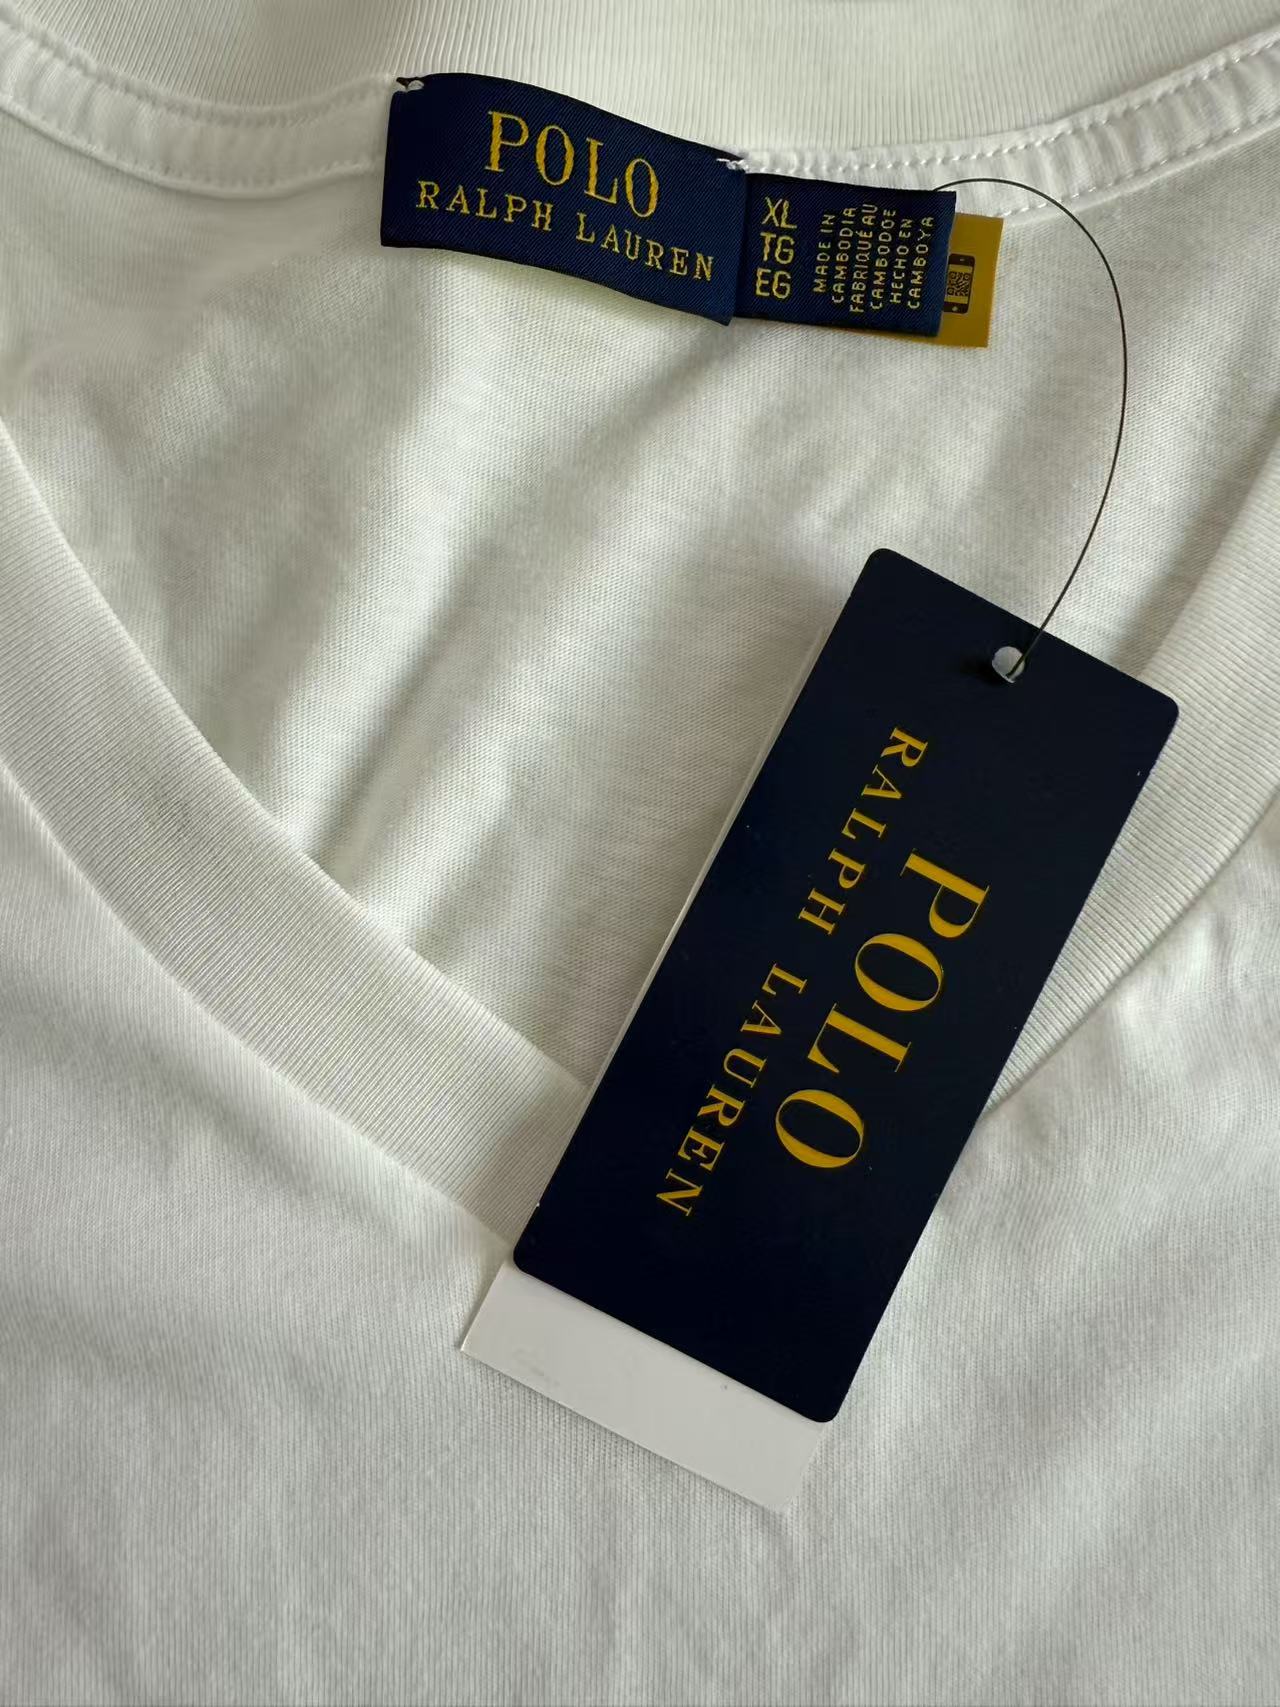 POLO
RALPH LAUREN
XL
TG
EG
MADE IN
CAMBODIA
FABRIQUÉ AU
CAMBODGE
HECHO EN
CAMBOYA
POLO
RALPH LAUREN